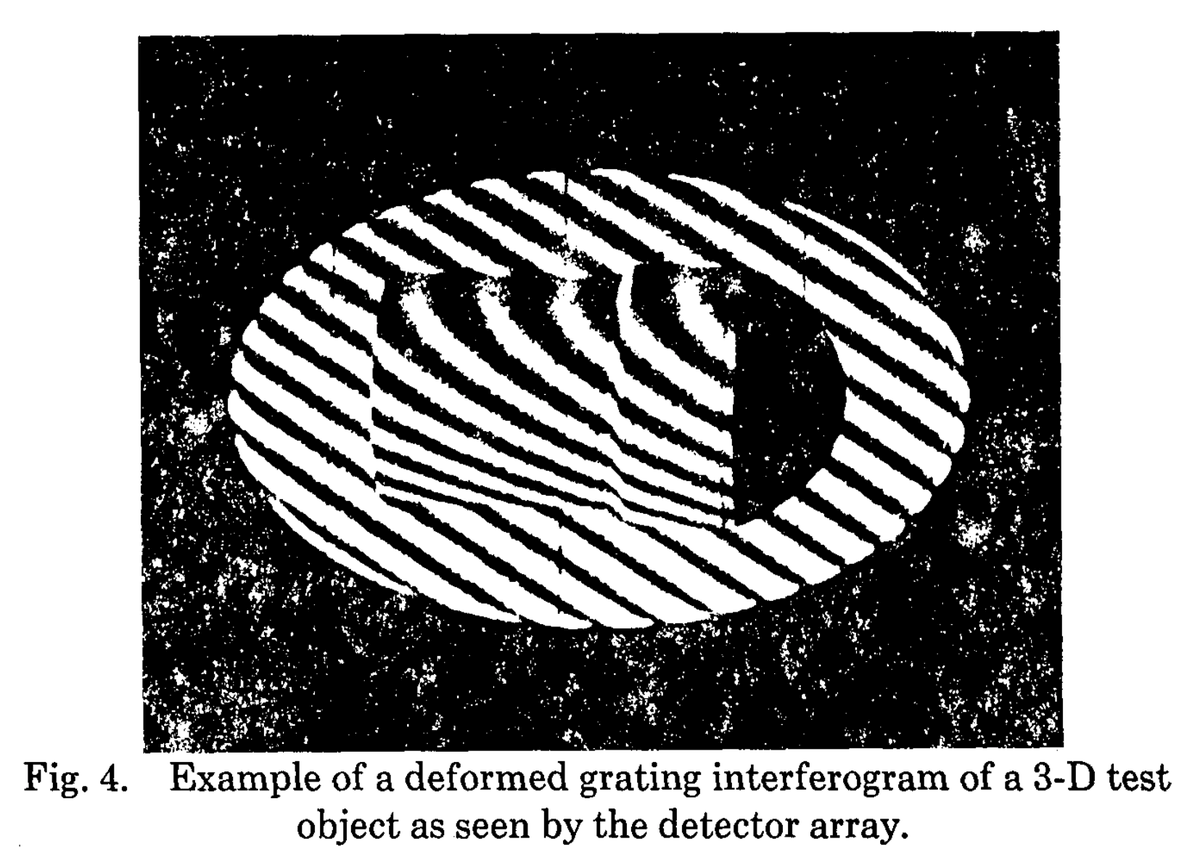 Fig. 4. Example of a deformed grating interferogram of a 3-D test
object as seen by the detector array.